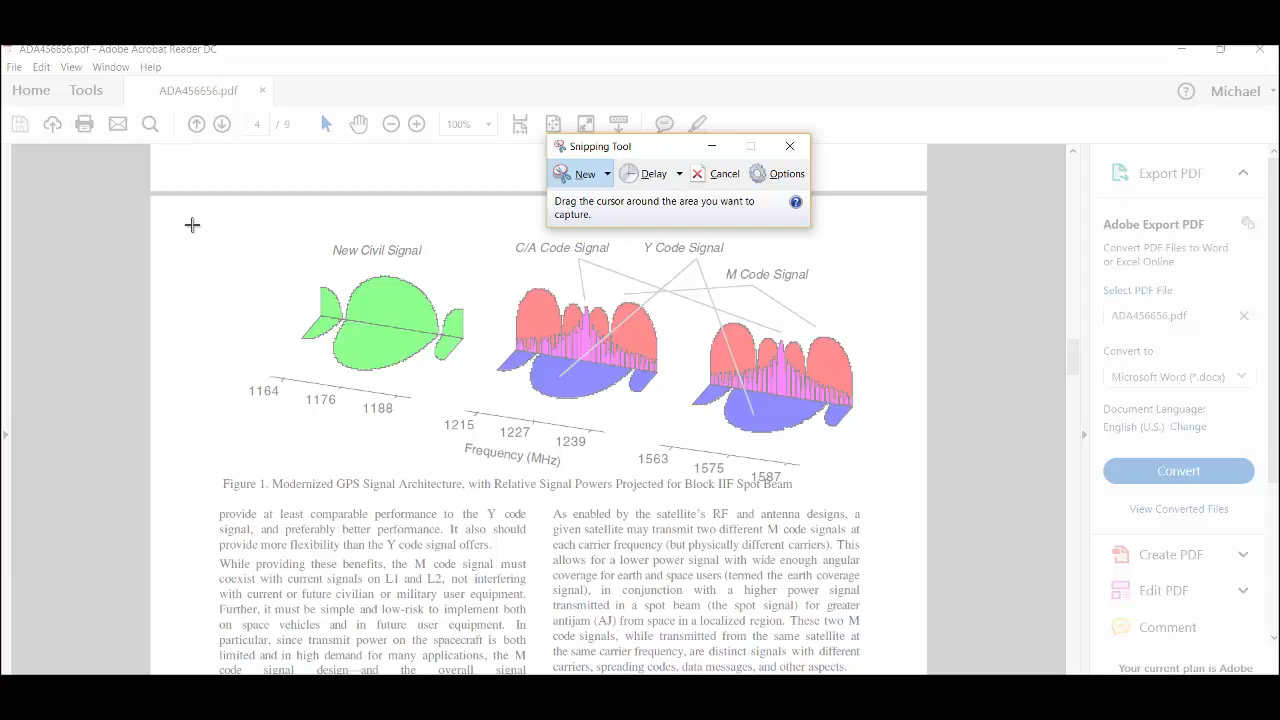 ADA456656.pdf - Adobe Acrobat Reader DC
File Edit View Window Help
Home Tools ADA456656.pdf × Michael
4 / 9 100%
Snipping Tool
New Delay Cancel Options
Drag the cursor around the area you want to
capture.
New Civil Signal C/A Code Signal Y Code Signal
M Code Signal
1164 1176 1188
1215 1227 1239
Frequency (MHz)
1563 1575 1587
Figure 1. Modernized GPS Signal Architecture, with Relative Signal Powers Projected for Block IIF Spot Beam
provide at least comparable performance to the Y code
signal, and preferably better performance. It also should
provide more flexibility than the Y code signal offers.
While providing these benefits, the M code signal must
coexist with current signals on L1 and L2, not interfering
with current or future civilian or military user equipment.
Further, it must be simple and low-risk to implement both
on space vehicles and in future user equipment. In
particular, since transmit power on the spacecraft is both
limited and in high demand for many applications, the M
code signal design and the overall signal
As enabled by the satellite's RF and antenna designs, a
given satellite may transmit two different M code signals at
each carrier frequency (but physically different carriers). This
allows for a lower power signal with wide enough angular
coverage for earth and space users (termed the earth coverage
signal), in conjunction with a higher power signal
transmitted in a spot beam (the spot signal) for greater
antijam (AJ) from space in a localized region. These two M
code signals, while transmitted from the same satellite at
the same carrier frequency, are distinct signals with different
carriers, spreading codes, data messages, and other aspects.
Export PDF
Adobe Export PDF
Convert PDF Files to Word
or Excel Online
Select PDF File
ADA456656.pdf ×
Convert to
Microsoft Word (*.docx)
Document Language:
English (U.S.) Change
Convert
View Converted Files
Create PDF
Edit PDF
Comment
Your current plan is Adobe